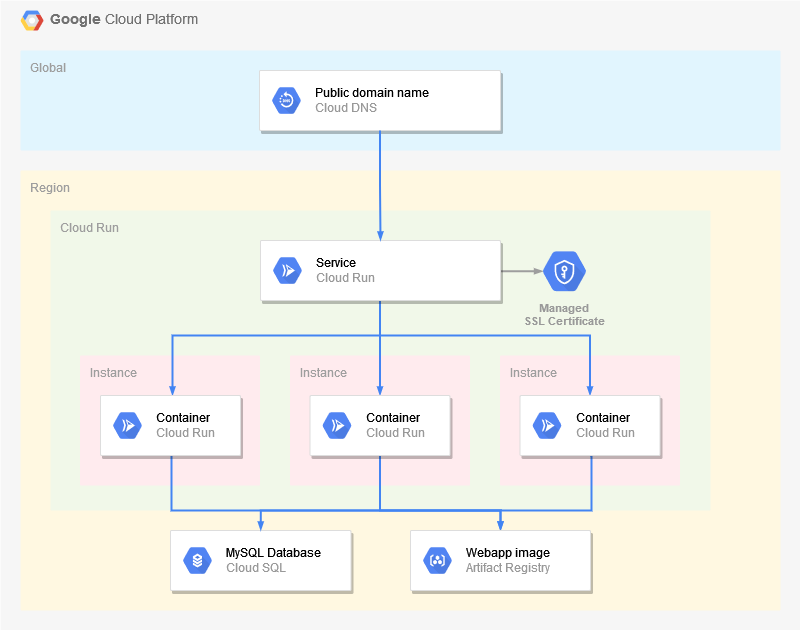 Google Cloud Platform
Global
Public domain name
Cloud DNS
Region
Cloud Run
Service
Cloud Run
Managed
SSL Certificate
Instance
Instance
Instance
Container
Cloud Run
Container
Cloud Run
Container
Cloud Run
MySQL Database
Cloud SQL
Webapp image
Artifact Registry